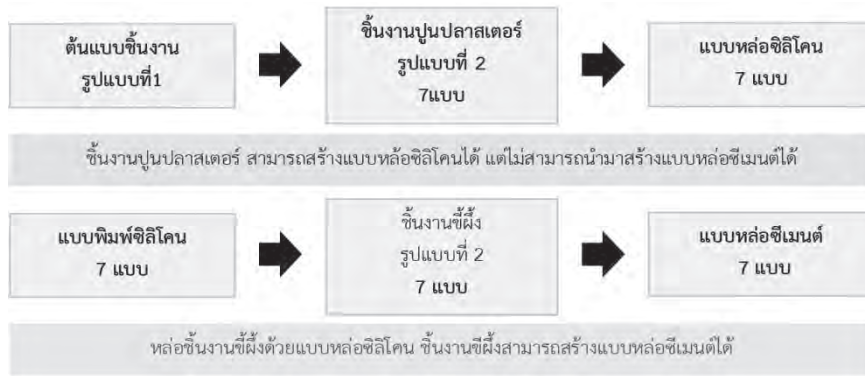 ต้นแบบชิ้นงาน
รูปแบบที่1
ชิ้นงานปูนปลาสเตอร์
รูปแบบที่ 2
7แบบ
แบบหล่อซิลิโคน
7 แบบ
ชิ้นงานปูนปลาสเตอร์ สามารถสร้างแบบหล้อซิลิโคนได้ แต่ไม่สามารถนำมาสร้างแบบหล่อซีเมนต์ได้
แบบพิมพ์ซิลิโคน
7 แบบ
ชิ้นงานขี้ผึ้ง
รูปแบบที่ 2
7 แบบ
แบบหล่อซีเมนต์
7 แบบ
หล่อชิ้นงานขี้ผึ้งด้วยแบบหล่อซิลิโคน ชิ้นงานขีผึ้งสามารถสร้างแบบหล่อซีเมนต์ได้